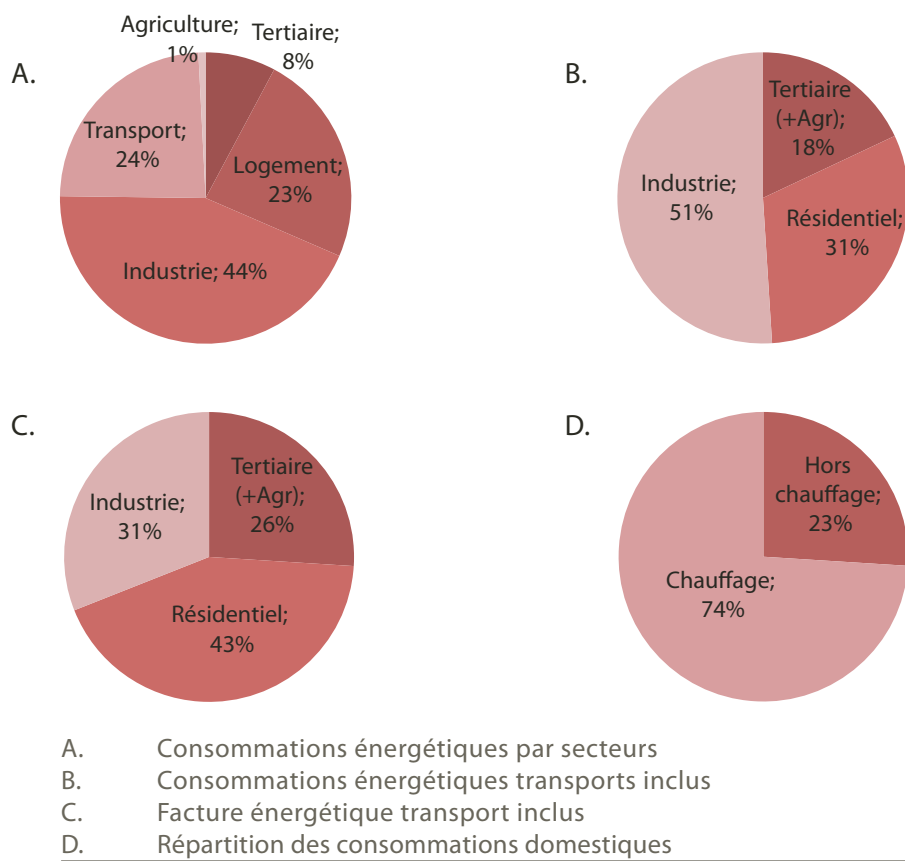 A.
Agriculture;
1%
Tertiaire;
8%
Transport;
24%
Logement;
23%
Industrie; 44%
B.
Tertiaire
(+Agr);
18%
Industrie;
51%
Résidentiel;
31%
C.
Tertiaire
(+Agr);
26%
Industrie;
31%
Résidentiel;
43%
D.
Hors
chauffage;
23%
Chauffage;
74%
A. Consommations énergétiques par secteurs
B. Consommations énergétiques transports inclus
C. Facture énergétique transport inclus
D. Répartition des consommations domestiques